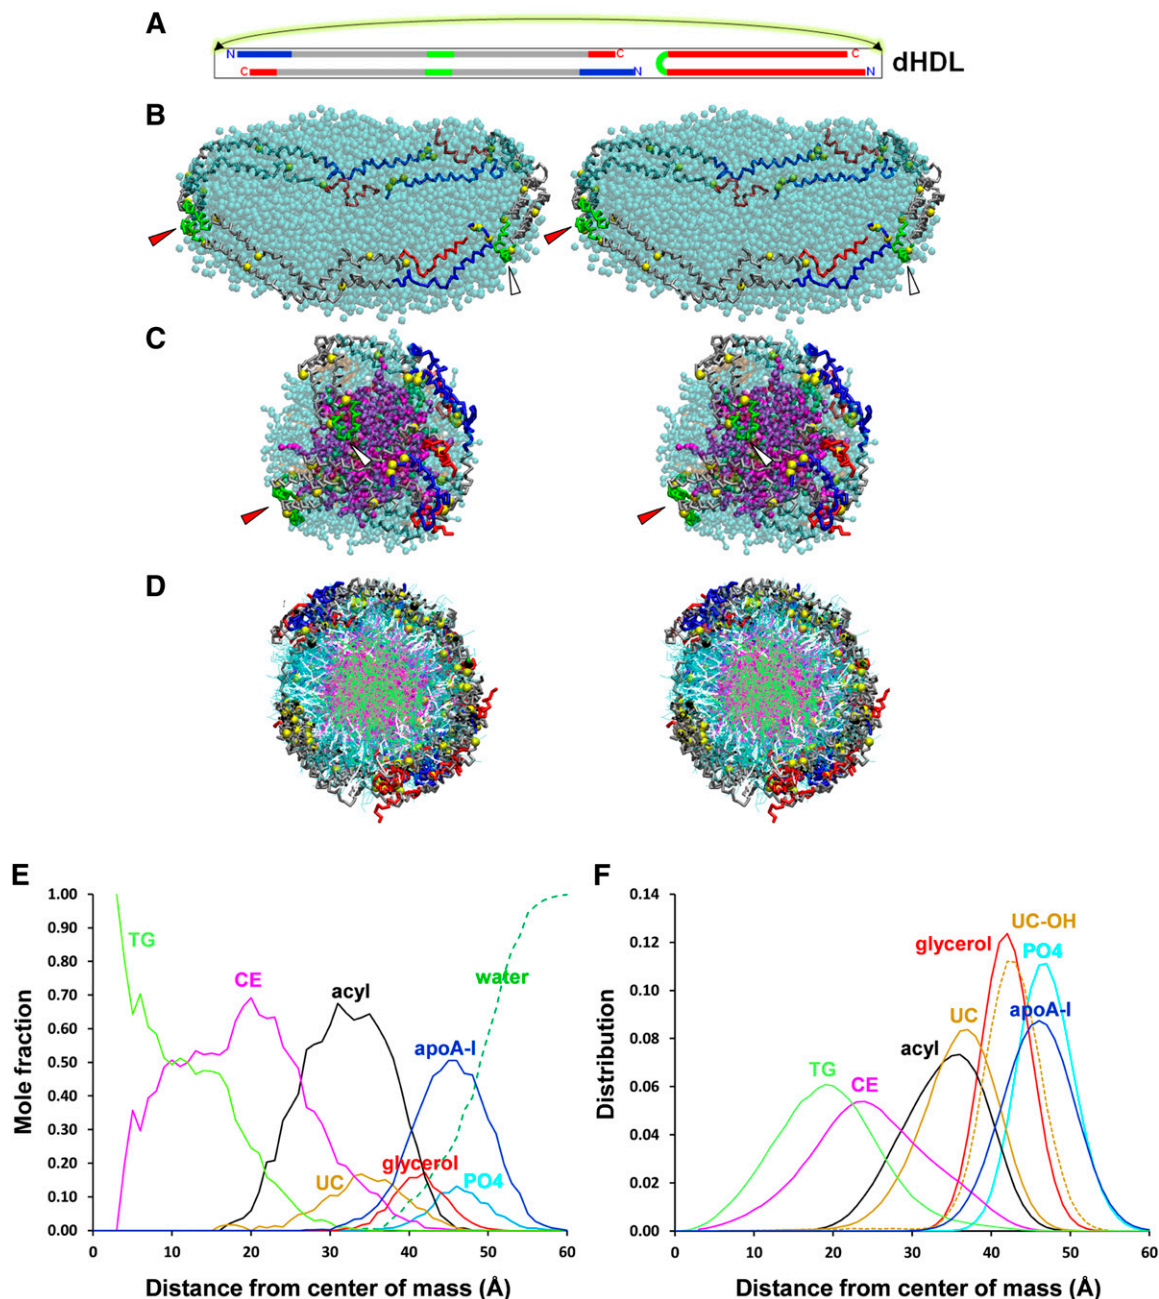 A
N C C
C N N
dHDL
B
C
D
E
F
1.00
0.90
0.80
0.70
0.60
0.50
0.40
0.30
0.20
0.10
0.00
Mole fraction
TG
CE
acyl
water
apoA-I
UC
glycerol
PO4
0 10 20 30 40 50 60
Distance from center of mass (Å)
0.14
0.12
0.10
0.08
0.06
0.04
0.02
0.00
Distribution
UC-OH
glycerol
PO4
UC
apoA-I
acyl
TG
CE
0 10 20 30 40 50 60
Distance from center of mass (Å)